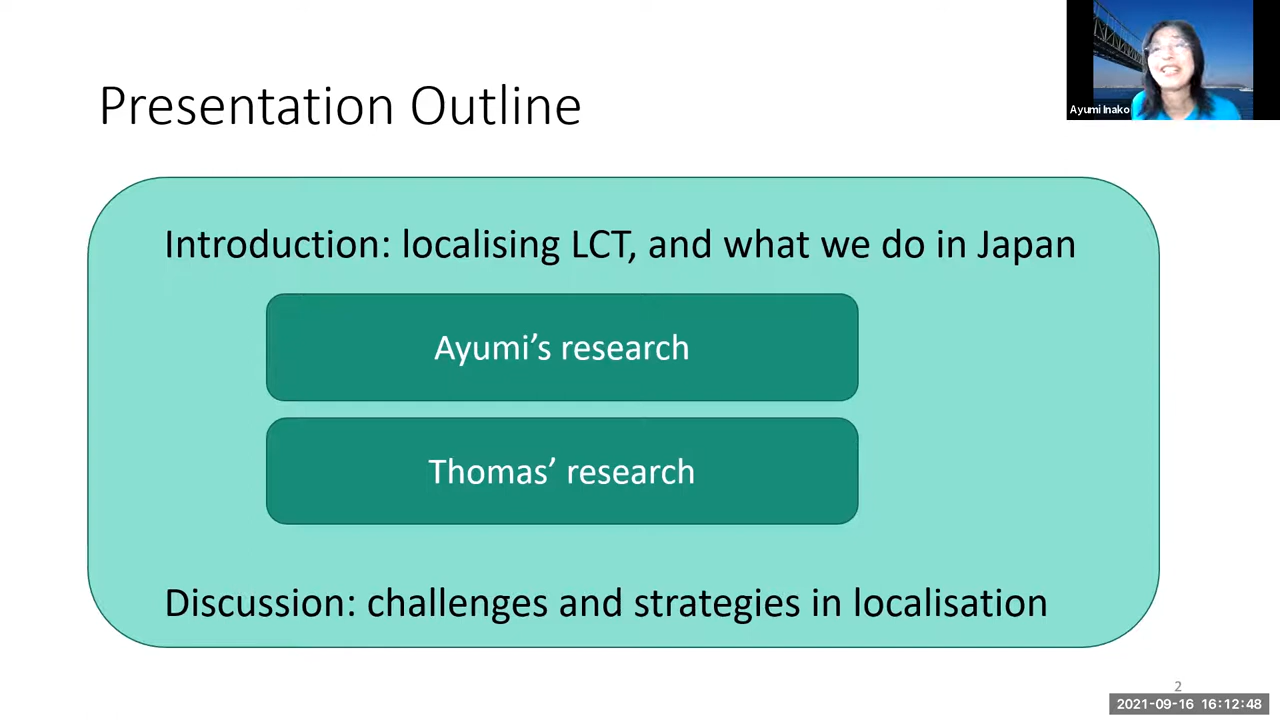 Presentation Outline
Ayumi Inako
Introduction: localising LCT, and what we do in Japan
Ayumi’s research
Thomas’ research
Discussion: challenges and strategies in localisation
2
2021-09-16 16:12:48